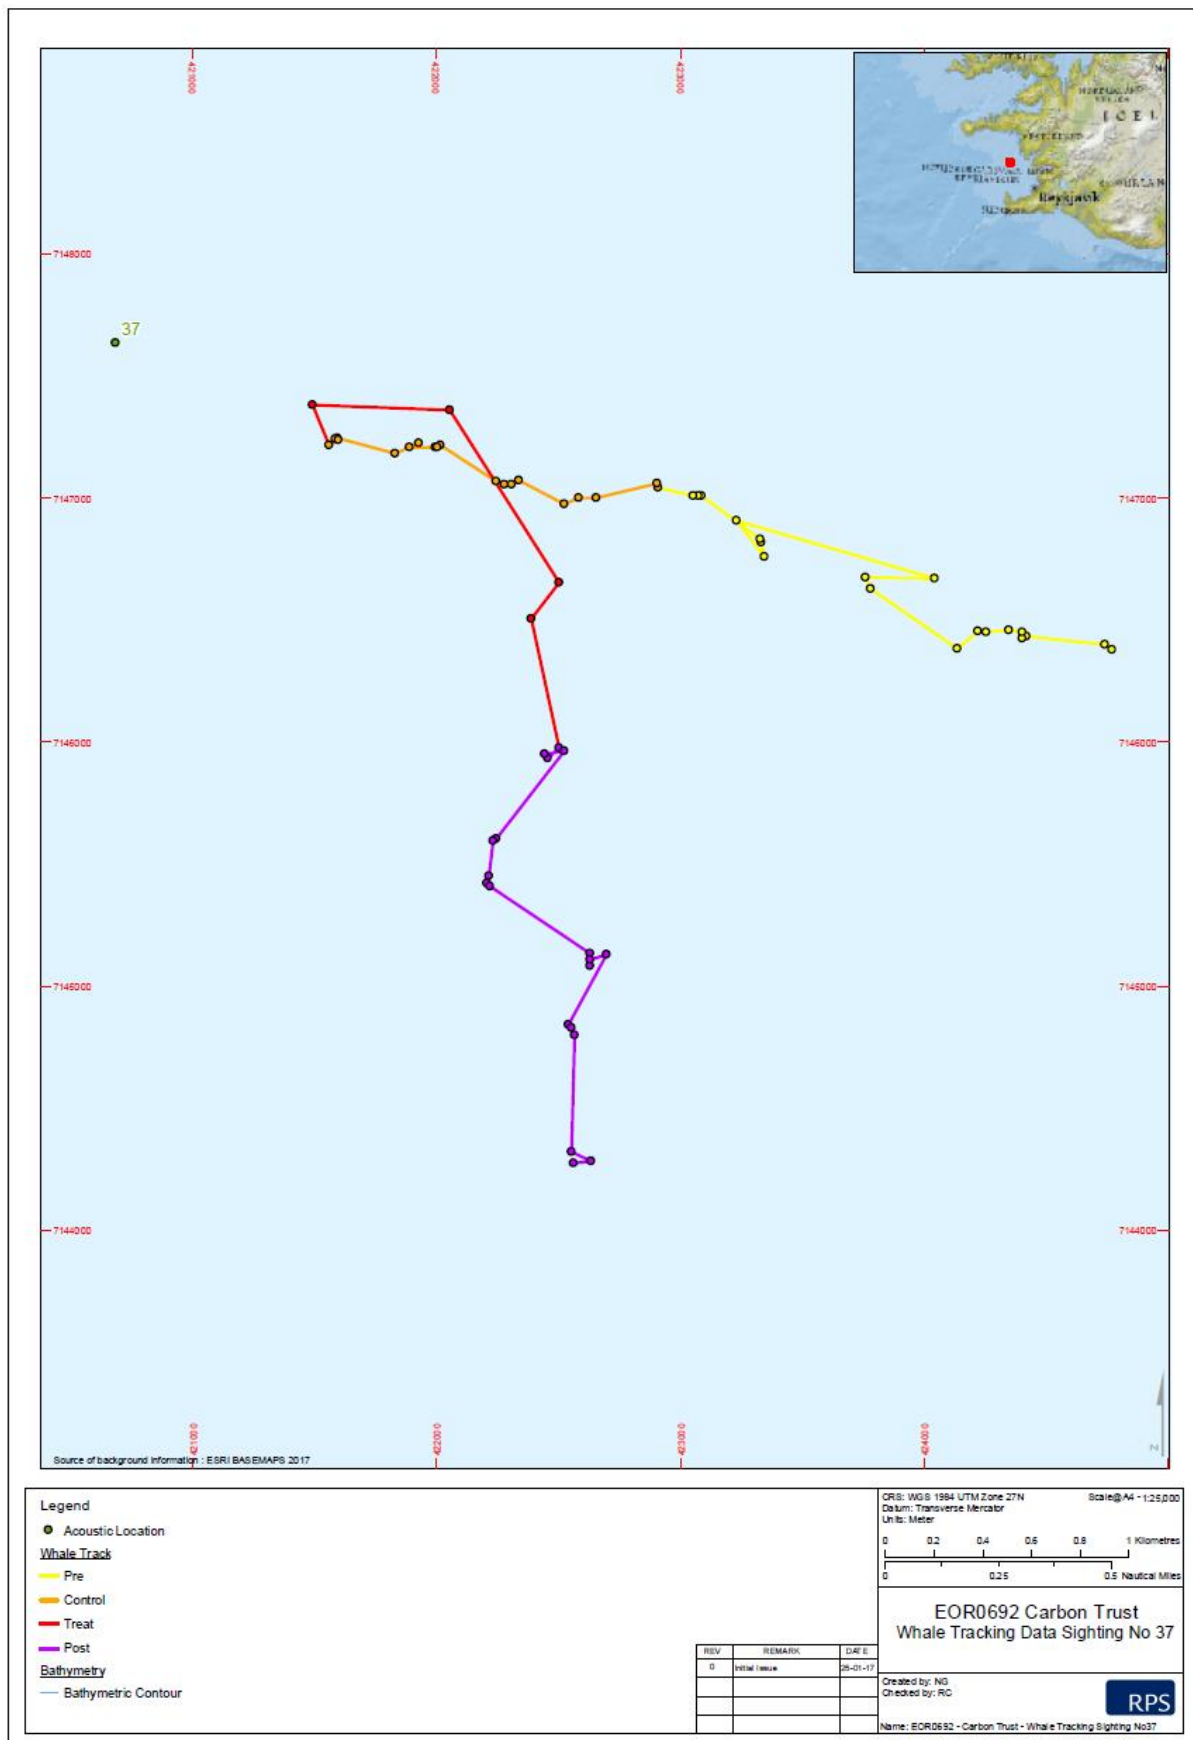 421000
422000
423000
424000
ICEL
Reykjavik
7148000
37
7147000
7147000
7146000
7146000
7145000
7145000
7144000
7144000
421000
422000
423000
424000
N
Source of background information : ESRI BASEMAPS 2017
Legend
Acoustic Location
Whale Track
Pre
Control
Treat
Post
Bathymetry
Bathymetric Contour
REV REMARK DATE
0 Initial Issue 25-01-17
CRS: WGS 1984 UTM Zone 27N Scale@A4 - 1:25,000
Datum: Transverse Mercator
Units: Meter
0 0.2 0.4 0.6 0.8 1 Kilometres
0 0.25 0.5 Nautical Miles
EOR0692 Carbon Trust
Whale Tracking Data Sighting No 37
Created by: NG
Checked by: RC
RPS
Name: EOR0692 - Carbon Trust - Whale Tracking Sighting No37